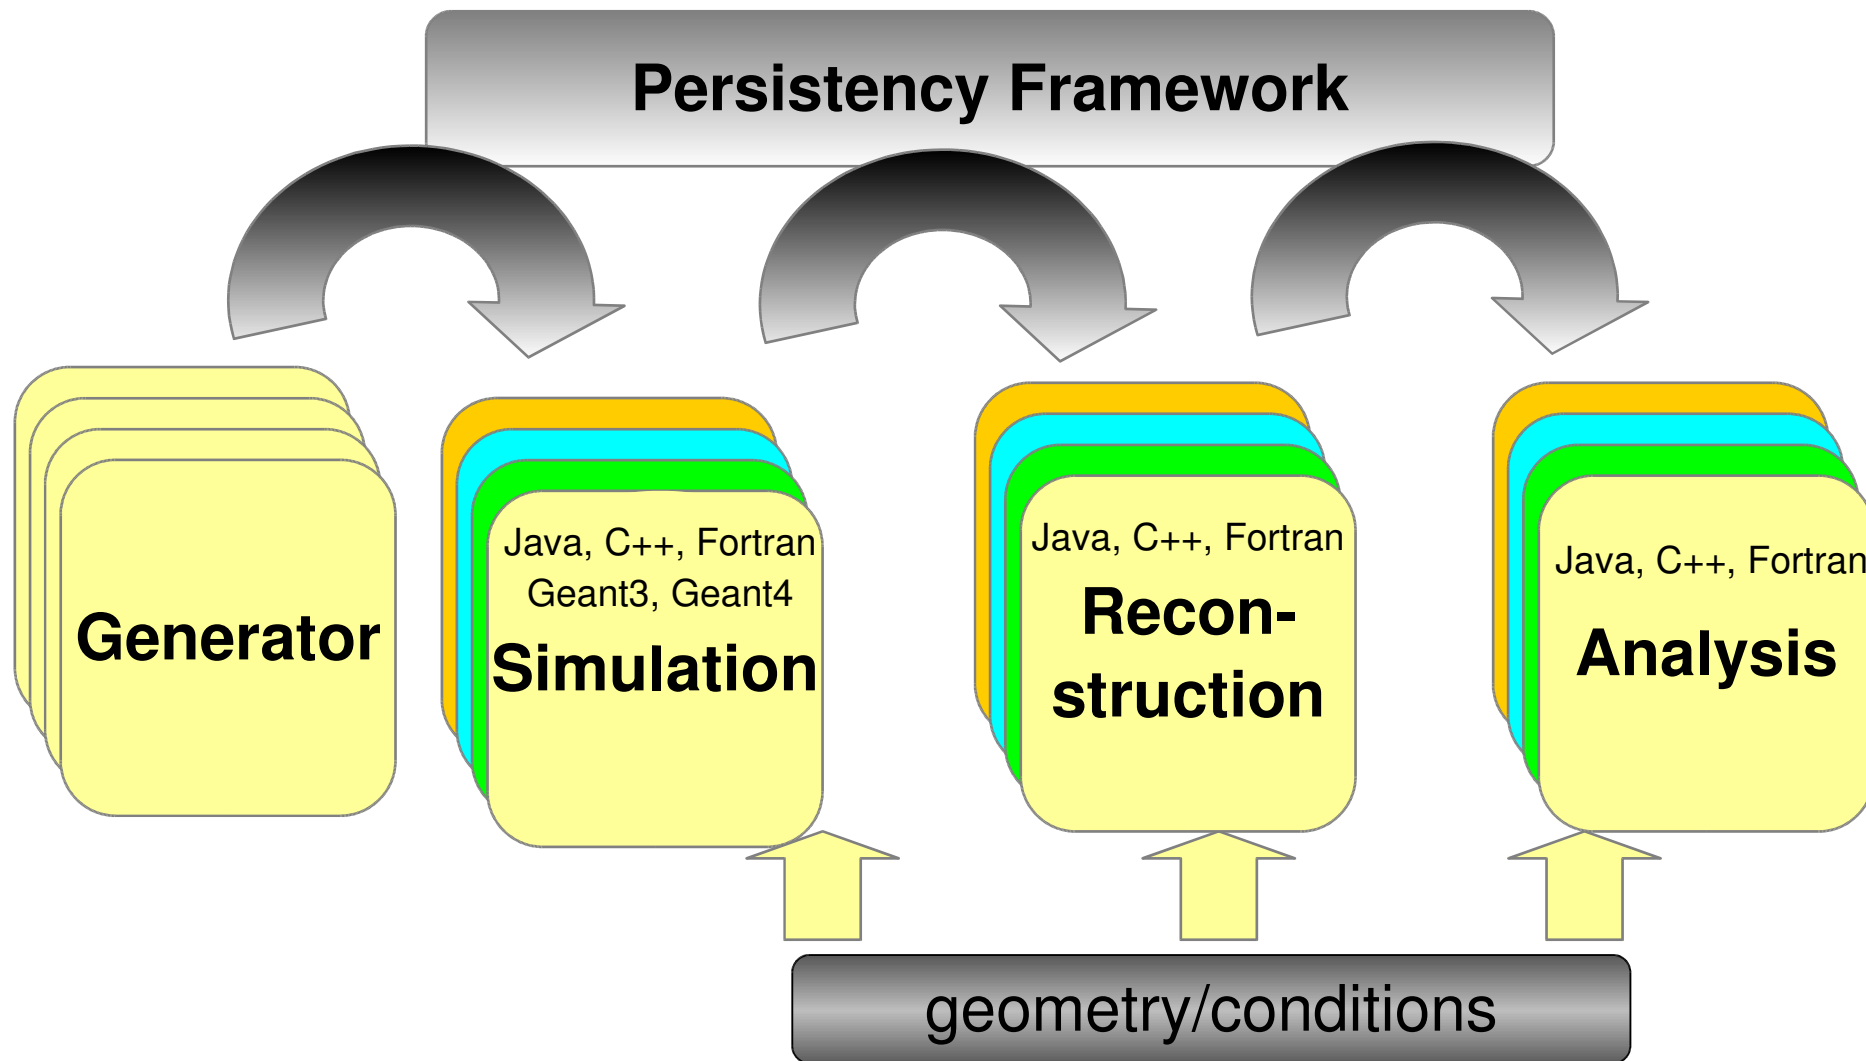 Persistency Framework
Generator
Java, C++, Fortran
Geant3, Geant4
Simulation
Java, C++, Fortran
Recon-
struction
Java, C++, Fortran
Analysis
geometry/conditions